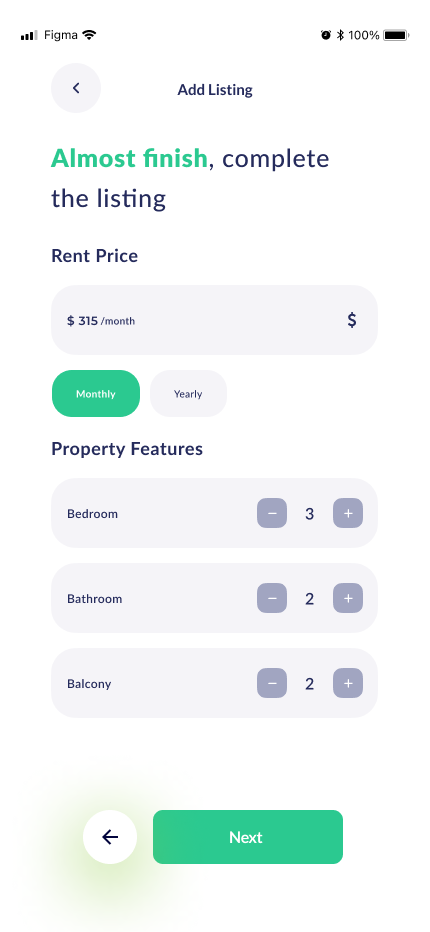 Figma 100%
Add Listing
Almost finish, complete
the listing
Rent Price
$ 315 /month $
Monthly Yearly
Property Features
Bedroom − 3 +
Bathroom − 2 +
Balcony − 2 +
Next